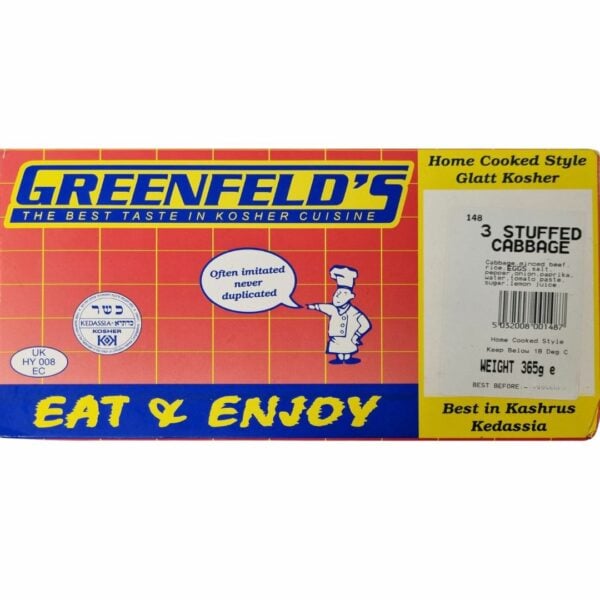 GREENFELD'S
THE BEST TASTE IN KOSHER CUISINE
Often imitated
never
duplicated
כשר
KEDASSIA - קדסיא
KOSHER
UK
HY 008
EC
EAT & ENJOY
Home Cooked Style
Glatt Kosher
148
3 STUFFED
CABBAGE
Cabbage minced beef,
rice, EGGS salt
pepper, onion, paprika,
water, tomato paste,
sugar, lemon juice
5 032008 001487
Home Cooked Style
Keep Below 18 Deg C
WEIGHT 365g e
BEST BEFORE:
Best in Kashrus
Kedassia